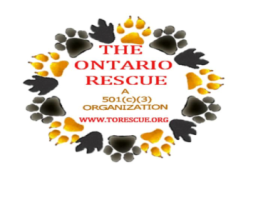 THE
ONTARIO
RESCUE
A
501(c)(3)
ORGANIZATION
WWW.TORESCUE.ORG